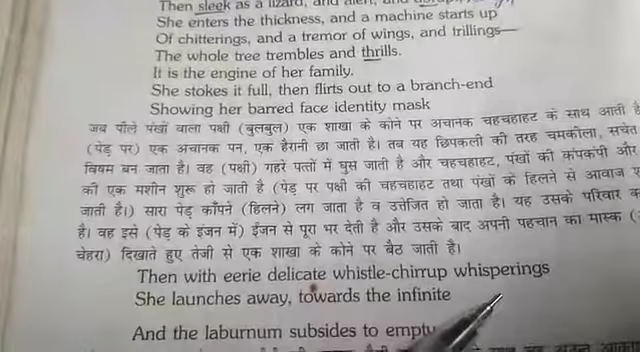 Then sleek as a lizard, and alert, and
She enters the thickness, and a machine starts up
Of chitterings, and a tremor of wings, and trillings—
The whole tree trembles and thrills.
It is the engine of her family.
She stokes it full, then flirts out to a branch-end
Showing her barred face identity mask
जब पीले पंखों वाला पक्षी (बुलबुल) एक शाखा के कोने पर अचानक चहचहाहट के साथ आती है
(पेड़ पर) एक अचानक पन, एक हैरानी छा जाती है। तब यह छिपकली की तरह चमकीला, सचेत
विषम बन जाता है। वह (पक्षी) गहरे पत्तों में घुस जाती है और चहचहाहट, पंखों की कंपकंपी और
की एक मशीन शुरू हो जाती है (पेड़ पर पक्षी की चहचहाहट तथा पंखों के हिलने से आवाज
जाती है।) सारा पेड़ काँपने (हिलने) लग जाता है व उत्तेजित हो जाता है। यह उसके परिवार का
है। वह इसे (पेड़ के इंजन में) ईंजन से पूरा भर देती है और उसके बाद अपनी पहचान का मास्क
चेहरा) दिखाते हुए तेजी से एक शाखा के कोने पर बैठ जाती है।
Then with eerie delicate whistle-chirrup whisperings
She launches away, towards the infinite
And the laburnum subsides to empty